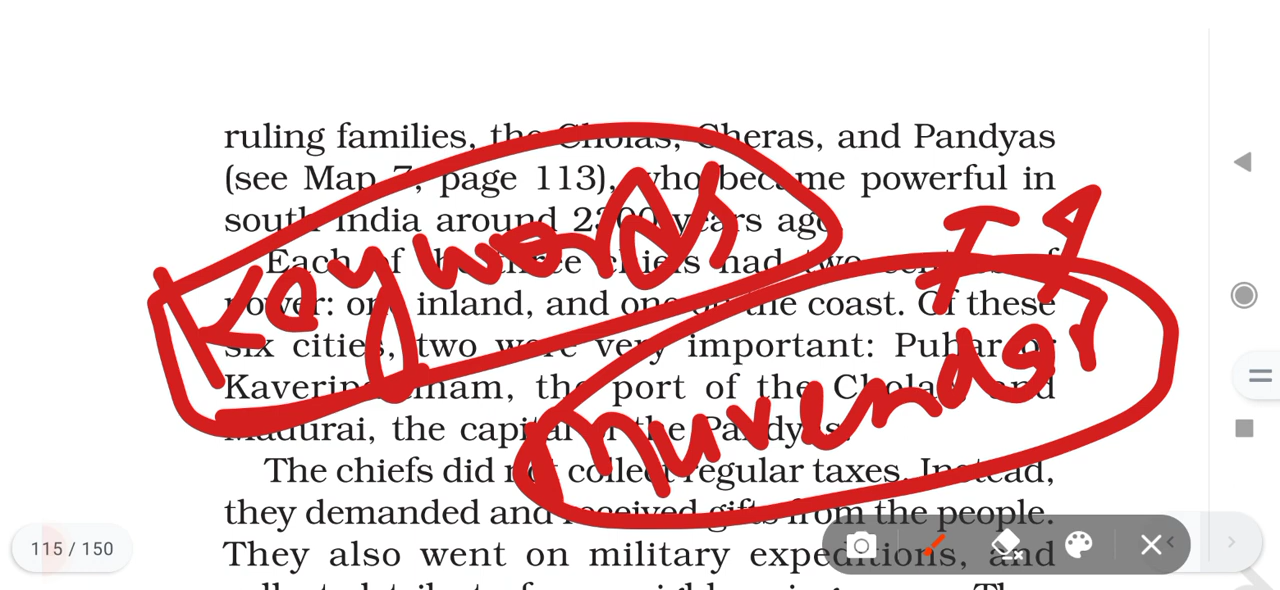 ruling families, the Cholas, Cheras, and Pandyas
(see Map 7, page 113), who became powerful in
south India around 2300 years ago.
Each of the three chiefs had two centres of
power: one inland, and one on the coast. Of these
six cities, two were very important: Puhar or
Kaveripattinam, the port of the Cholas, and
Madurai, the capital of the Pandyas.
The chiefs did not collect regular taxes. Instead,
they demanded and received gifts from the people.
They also went on military expeditions, and
Keywords
muvendar
115 / 150